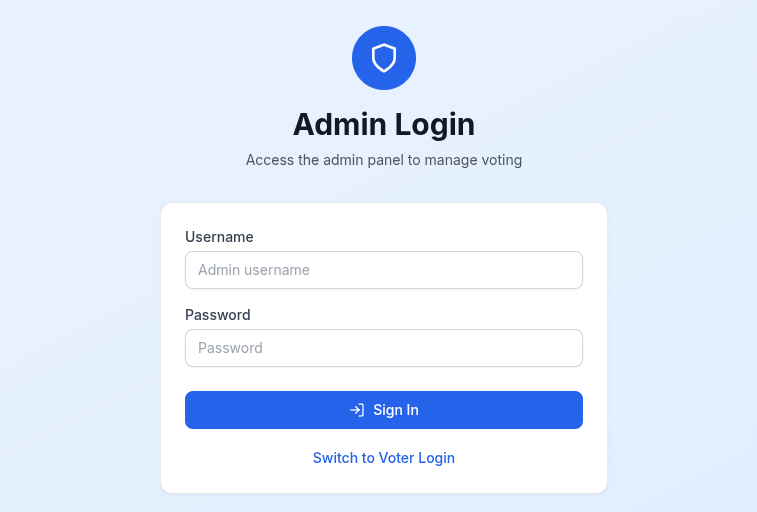 Admin Login
Access the admin panel to manage voting
Username
Admin username
Password
Password
Sign In
Switch to Voter Login